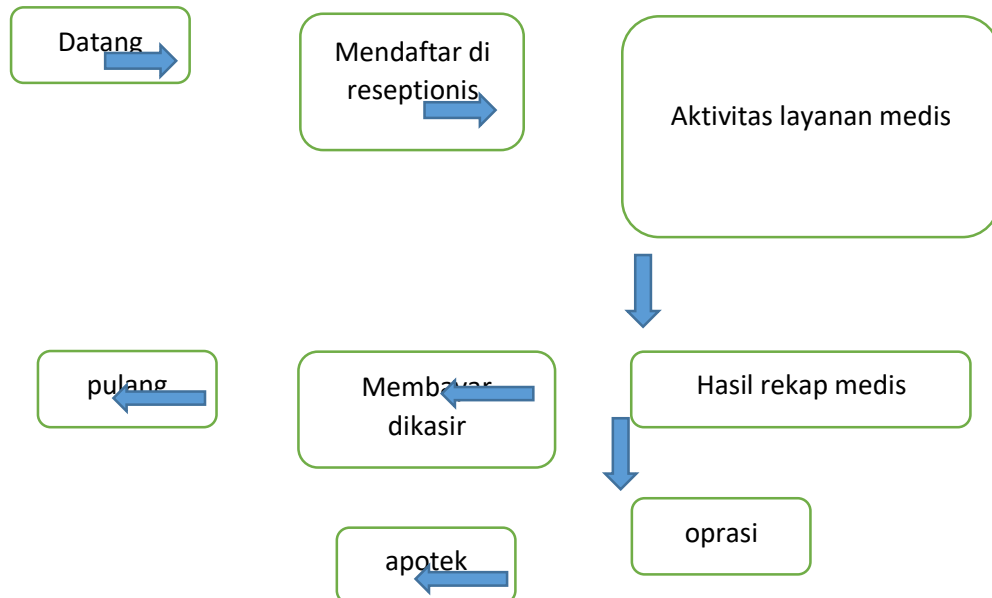 Datang
Mendaftar di
reseptionis
Aktivitas layanan medis
pulang
Membayar
dikasir
Hasil rekap medis
oprasi
apotek